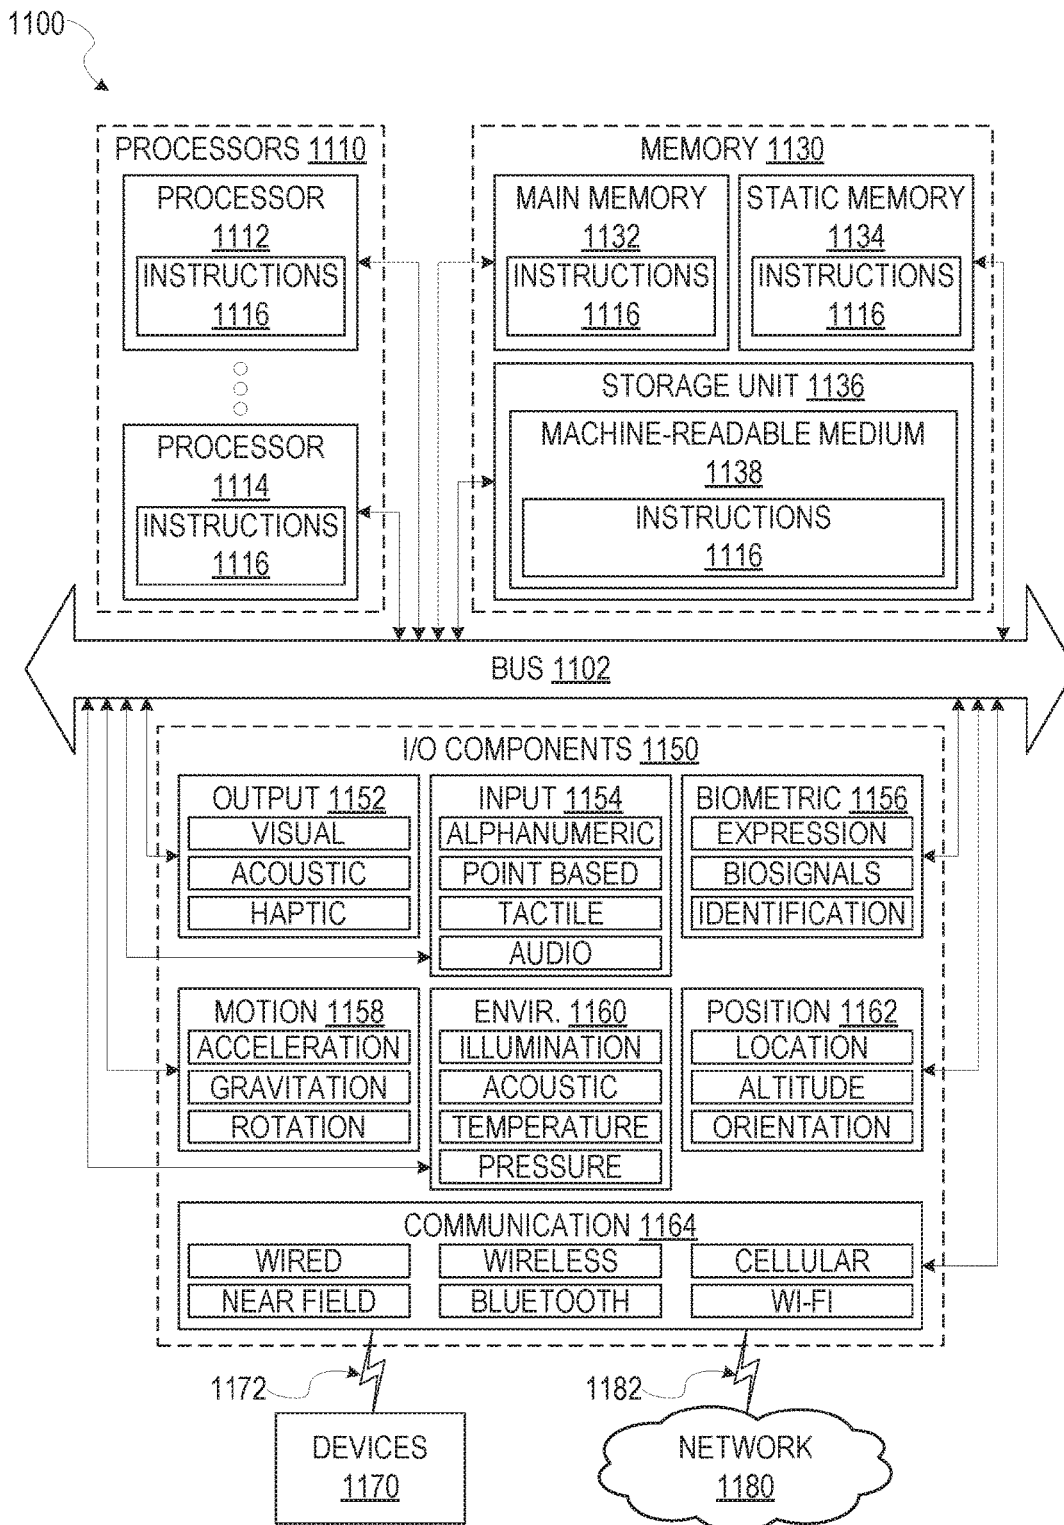 1100
PROCESSORS 1110
PROCESSOR
1112
INSTRUCTIONS
1116
PROCESSOR
1114
INSTRUCTIONS
1116
MEMORY 1130
MAIN MEMORY
1132
INSTRUCTIONS
1116
STATIC MEMORY
1134
INSTRUCTIONS
1116
STORAGE UNIT 1136
MACHINE-READABLE MEDIUM
1138
INSTRUCTIONS
1116
BUS 1102
I/O COMPONENTS 1150
OUTPUT 1152
VISUAL
ACOUSTIC
HAPTIC
INPUT 1154
ALPHANUMERIC
POINT BASED
TACTILE
AUDIO
BIOMETRIC 1156
EXPRESSION
BIOSIGNALS
IDENTIFICATION
MOTION 1158
ACCELERATION
GRAVITATION
ROTATION
ENVIR. 1160
ILLUMINATION
ACOUSTIC
TEMPERATURE
PRESSURE
POSITION 1162
LOCATION
ALTITUDE
ORIENTATION
COMMUNICATION 1164
WIRED
WIRELESS
CELLULAR
NEAR FIELD
BLUETOOTH
WI-FI
1172
1182
DEVICES
1170
NETWORK
1180